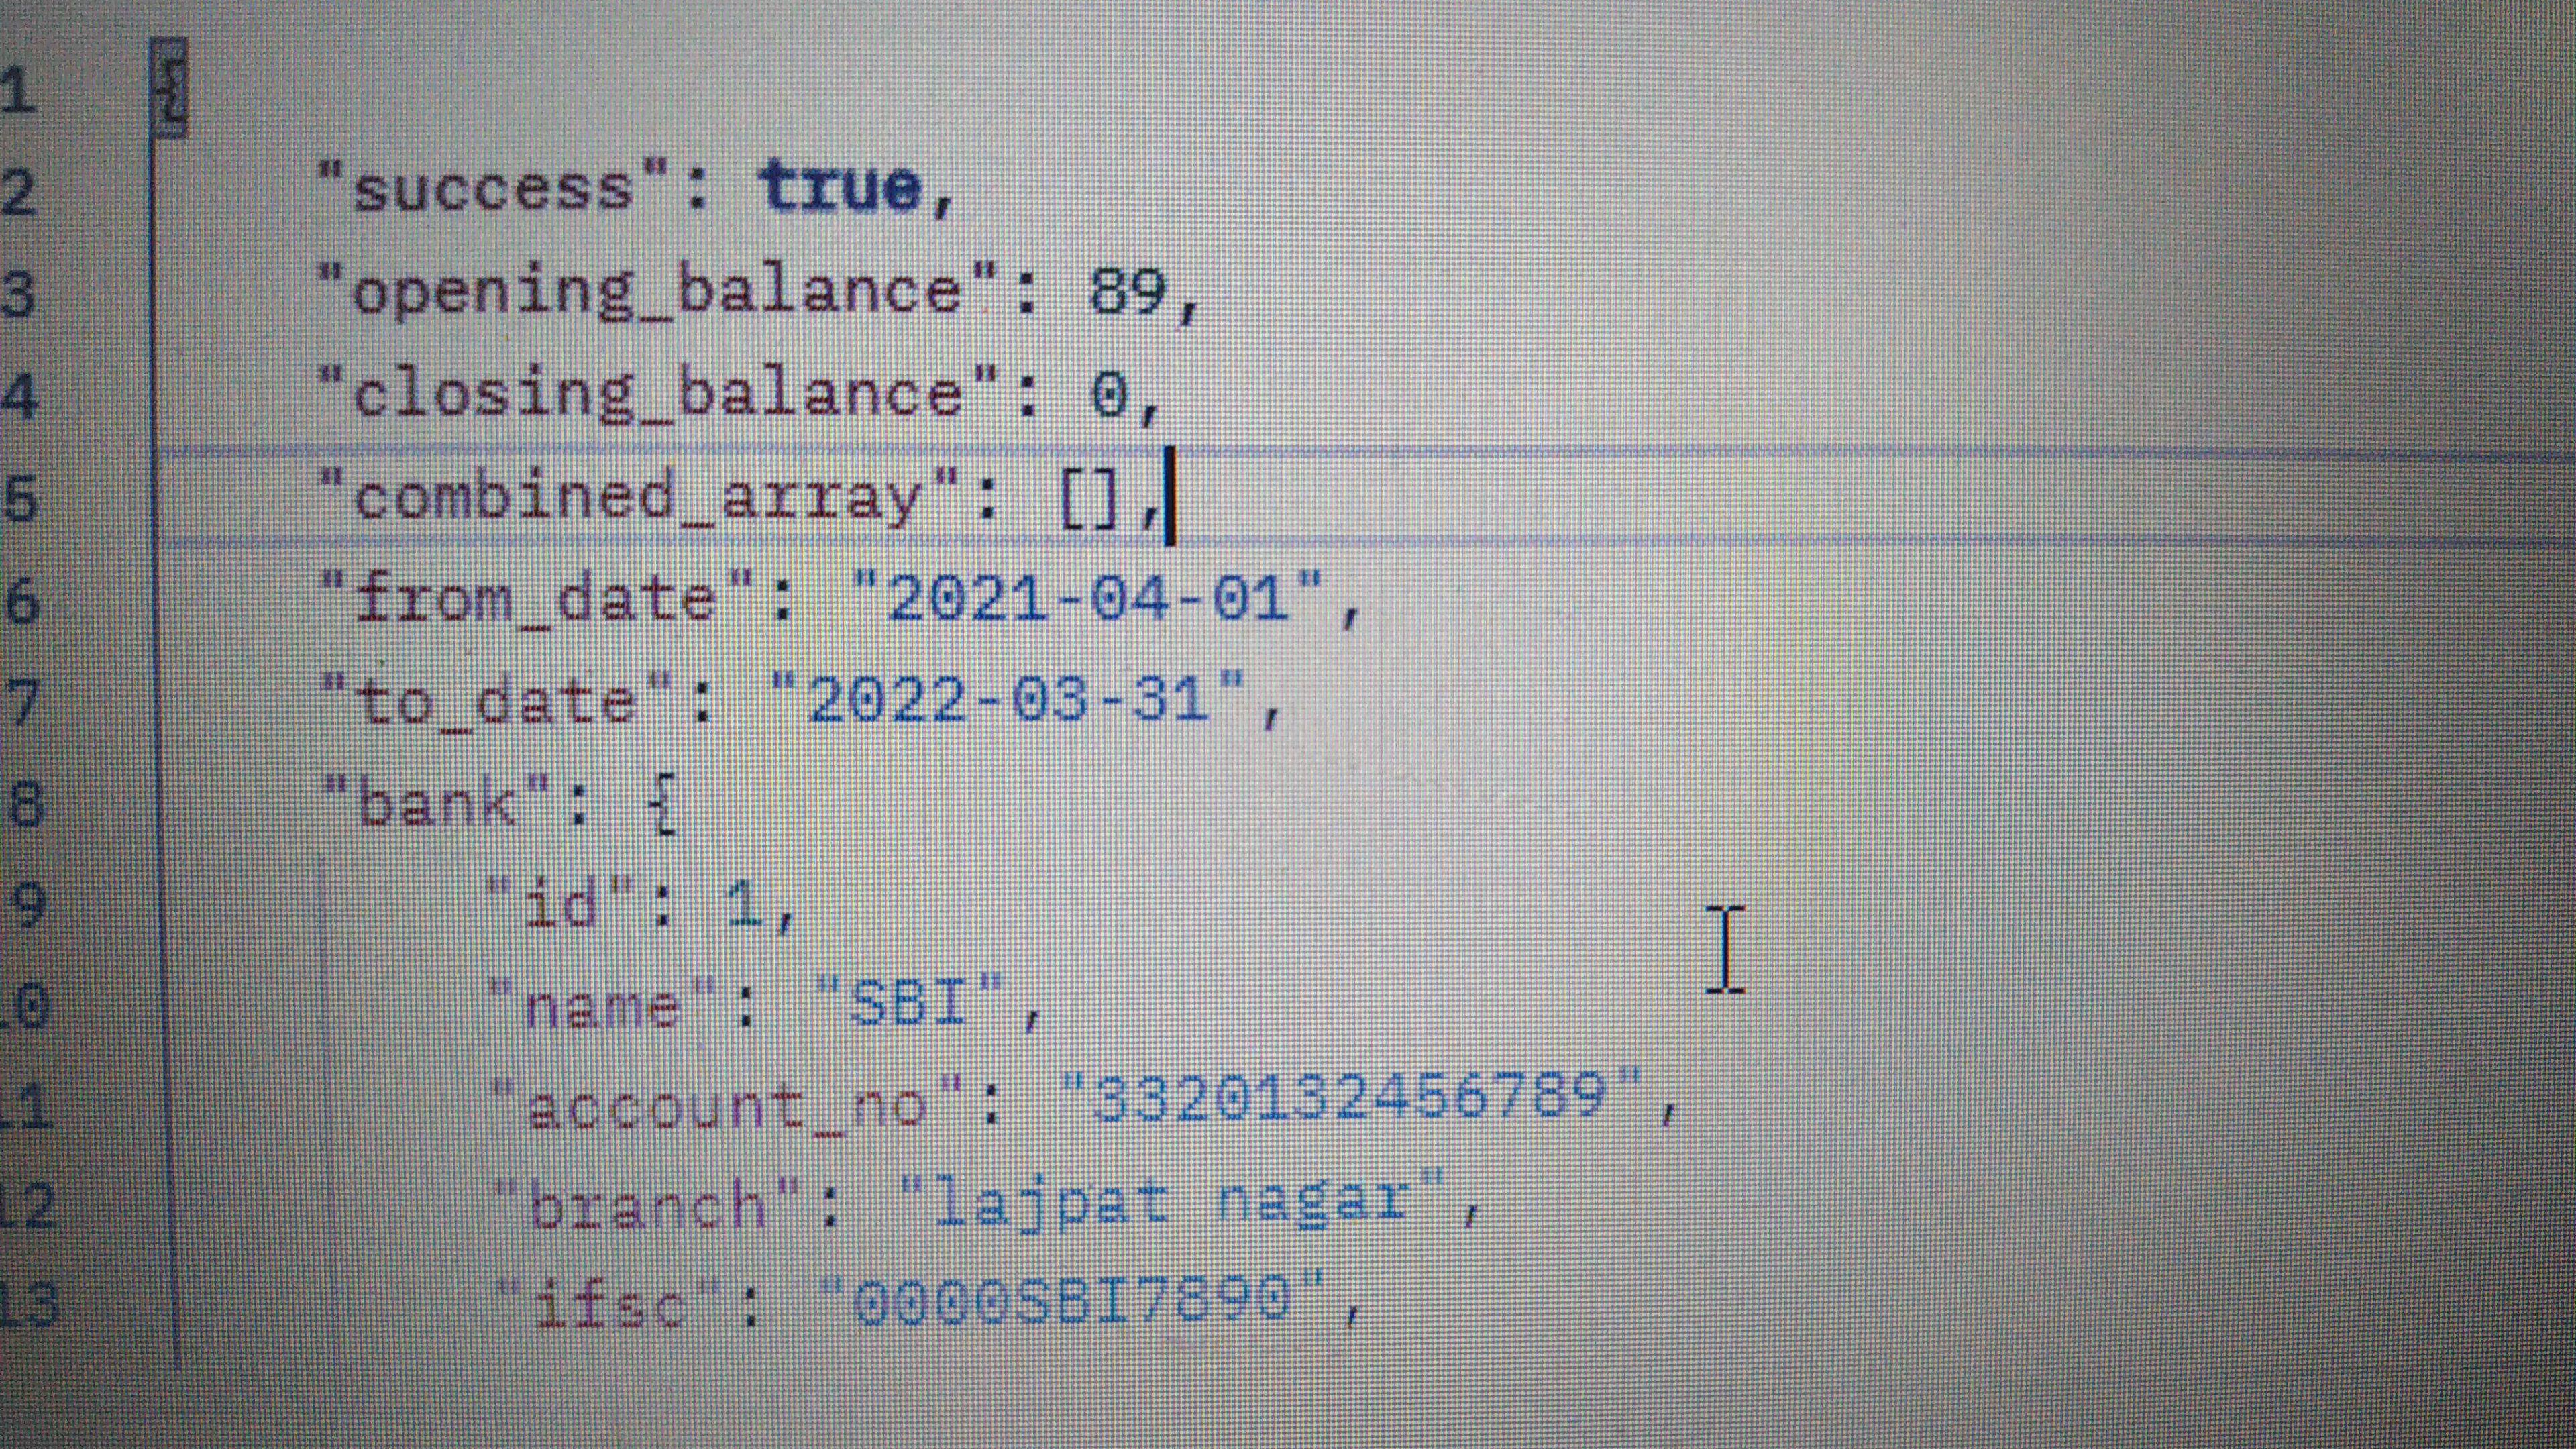 1 {
2 "success": true,
3 "opening_balance": 89,
4 "closing_balance": 0,
5 "combined_array": [],
6 "from_date": "2021-04-01",
7 "to_date": "2022-03-31",
8 "bank": {
9 "id": 1,
10 "name": "SBI",
11 "account_no": "3320132456789",
12 "branch": "lajpat nagar",
13 "ifsc": "0000SBI7890",